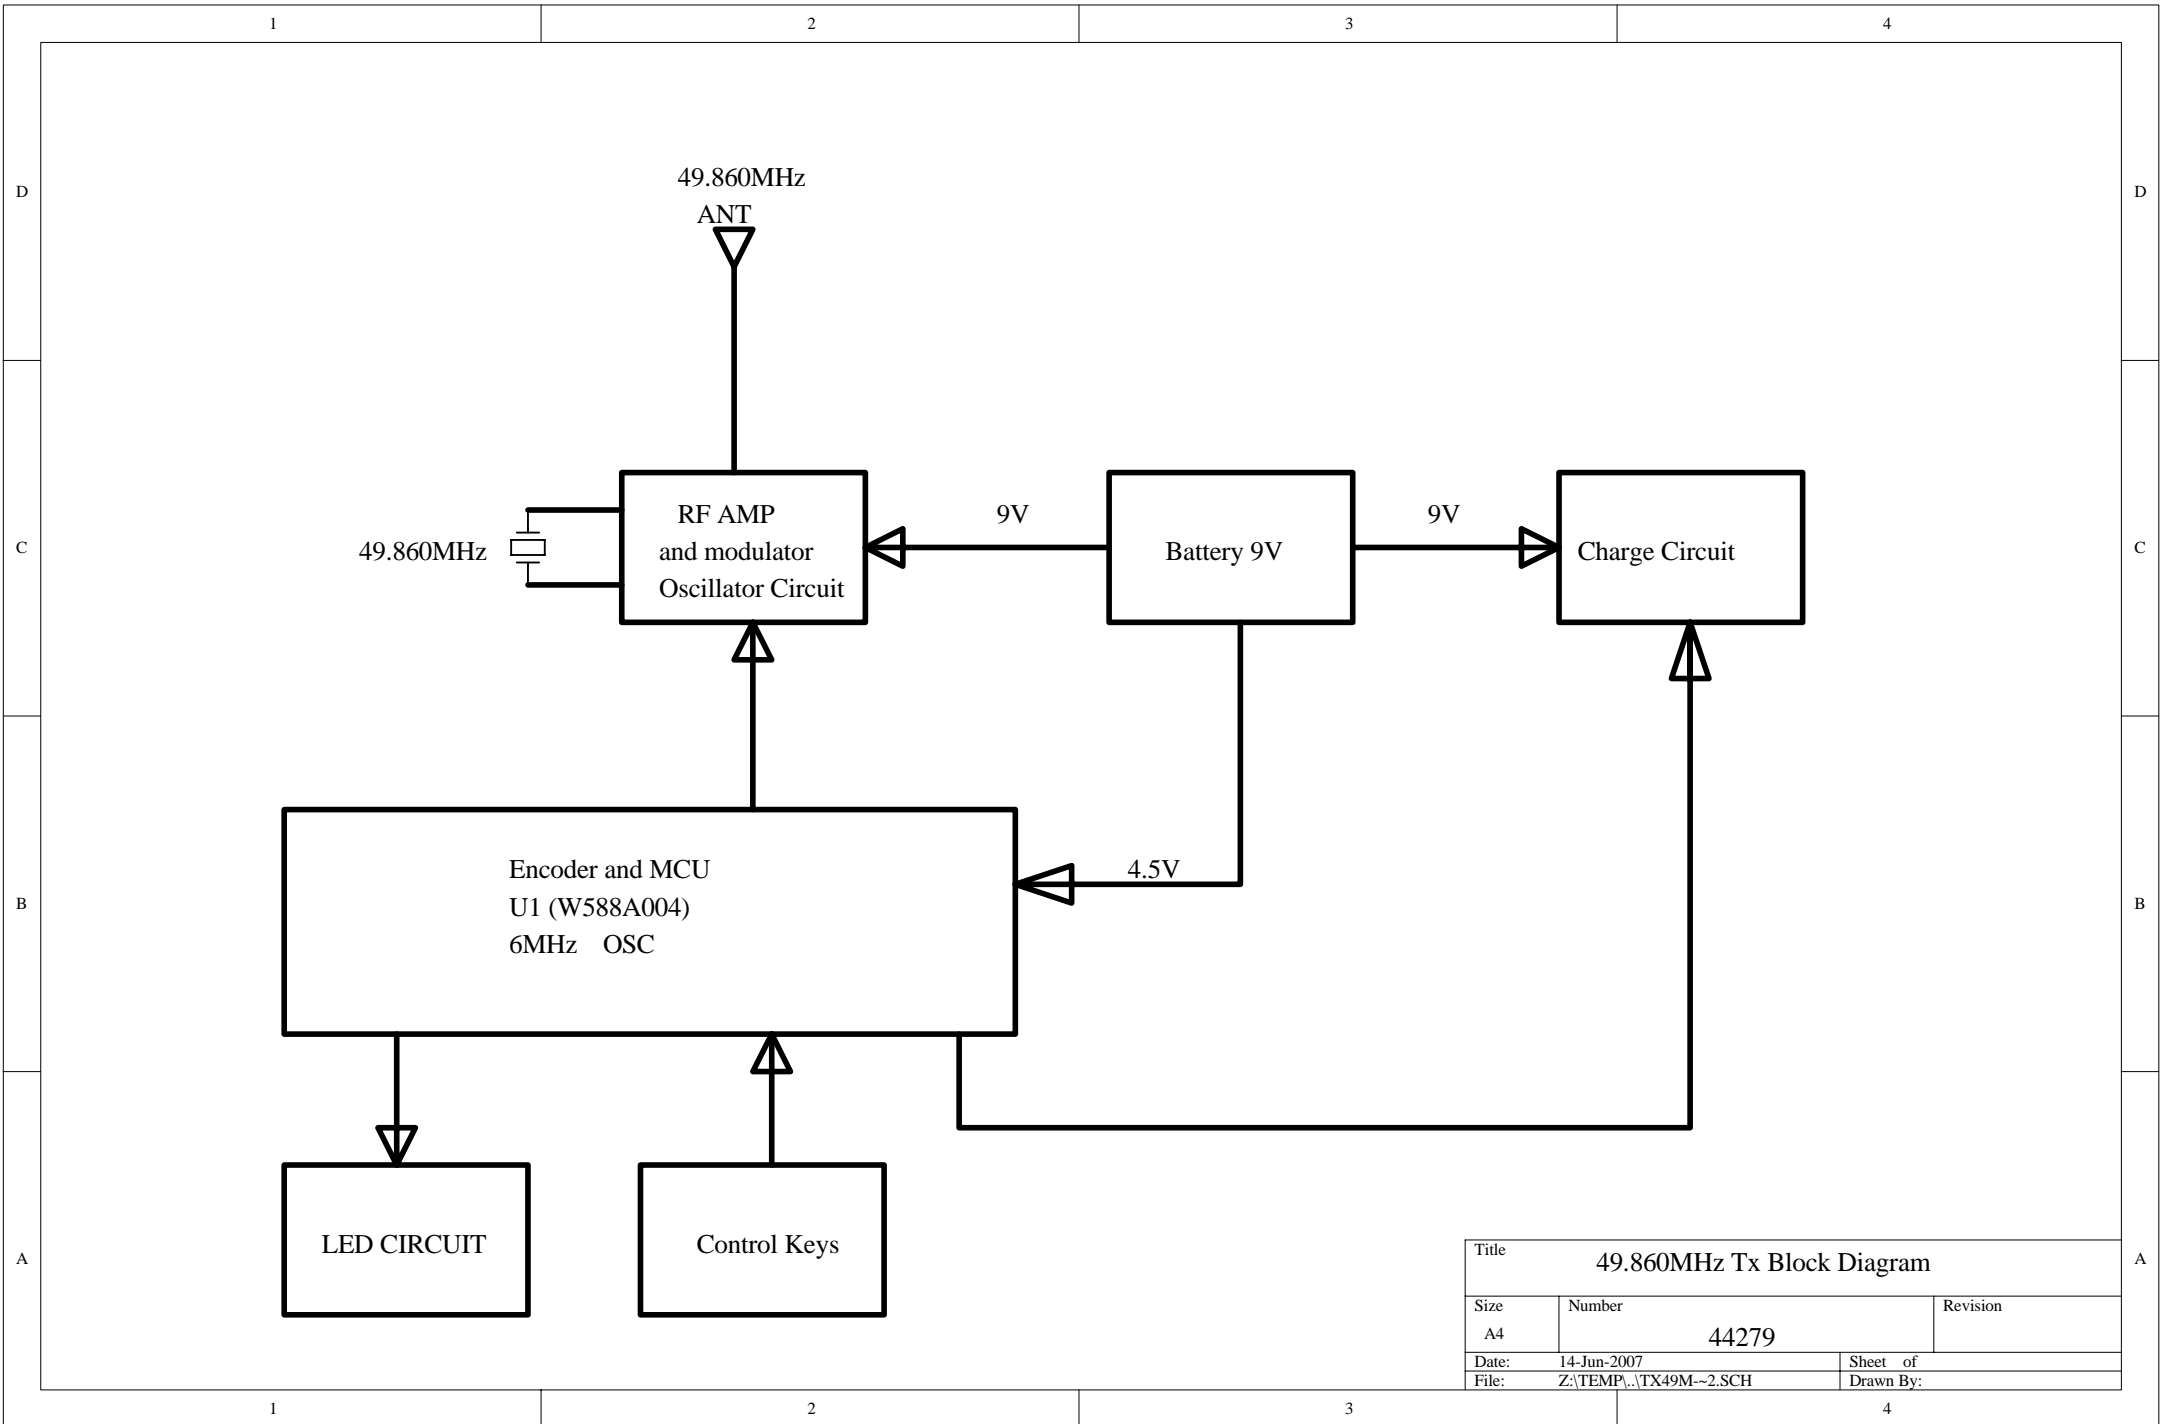 1 2 3 4
49.860MHz
D D
ANT
RF AMP
9V 9V
49.860MHz
and modulator
Battery 9V
Charge Circuit
C C
Oscillator Circuit
Encoder and MCU
4.5V
U1 (W588A004)
B B
6MHz OSC
LED CIRCUIT
Control Keys
A A
Title
49.860MHz Tx Block Diagram
Size Number Revision
A4 44279
Date: 14-Jun-2007 Sheet of
File: Z:\TEMP\..\TX49M-~2.SCH Drawn By:
1 2 3 4